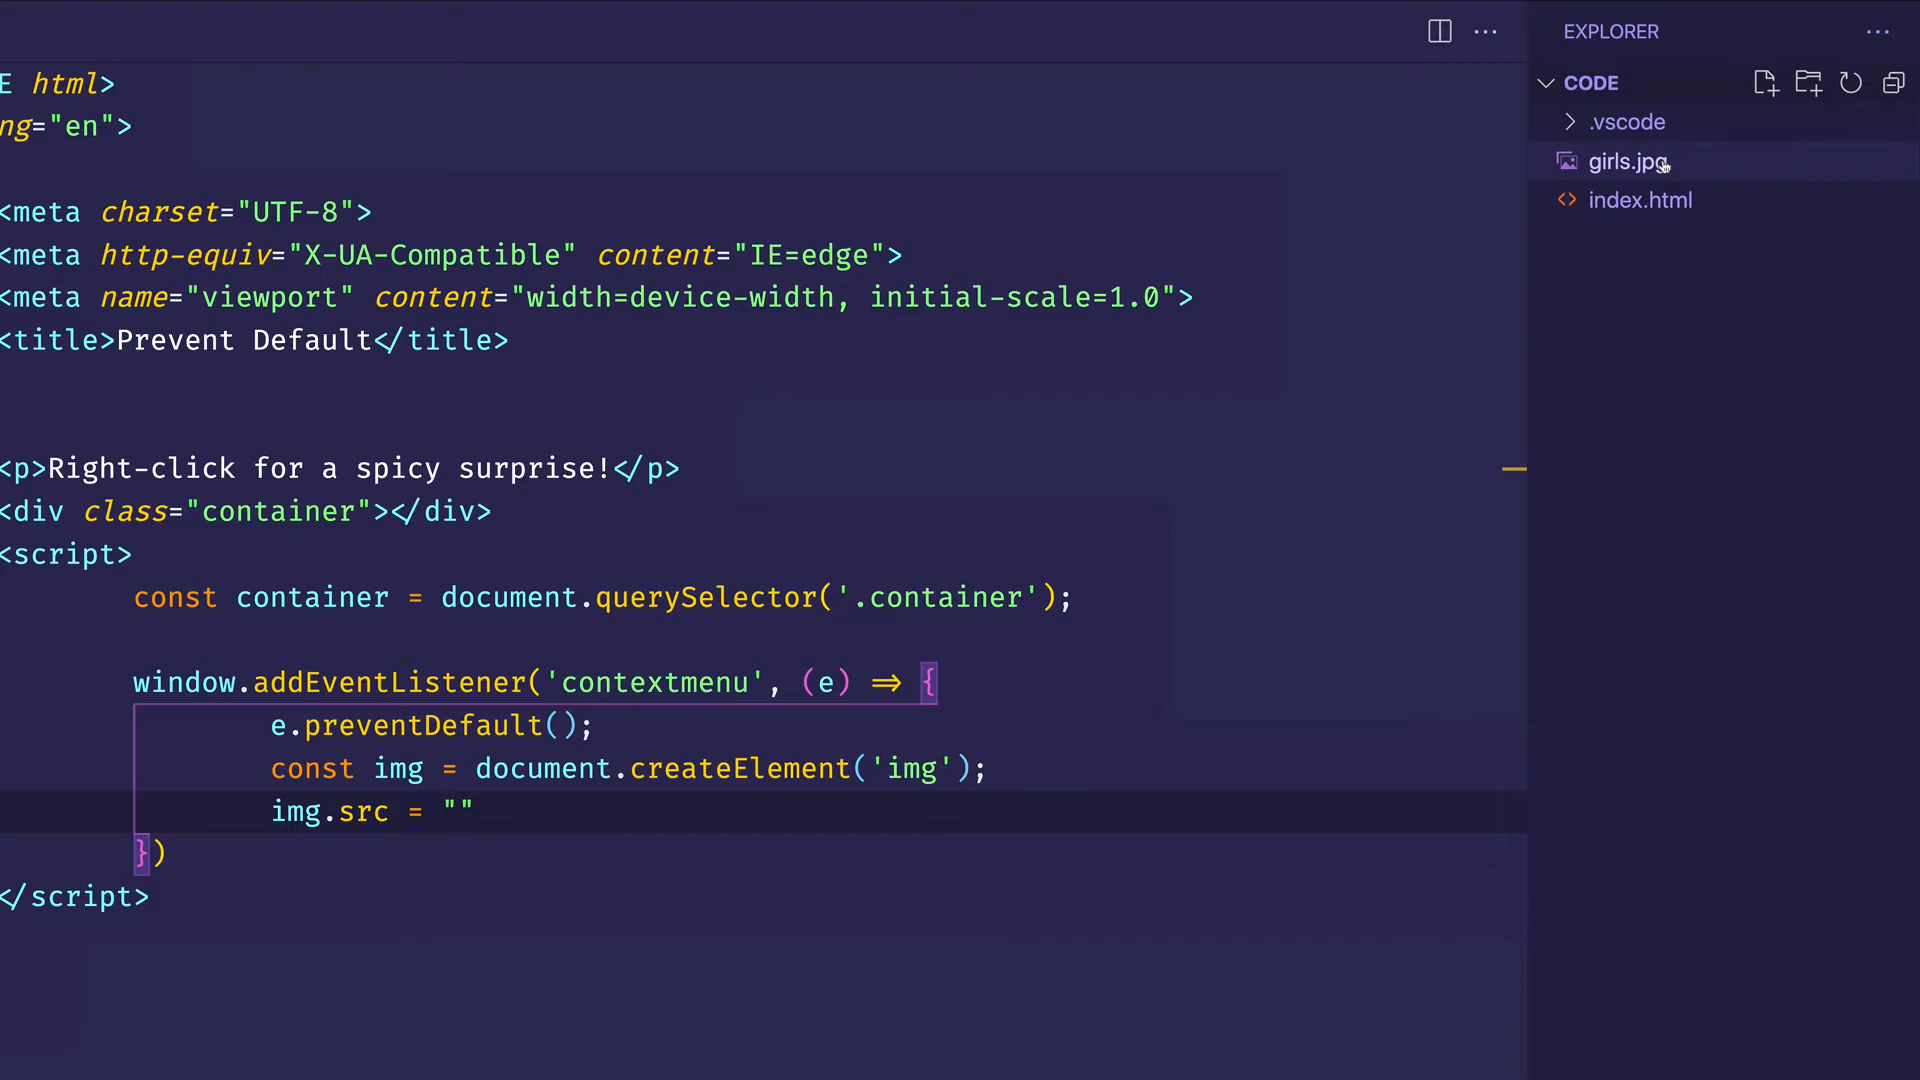 E html>
ng="en">
<meta charset="UTF-8">
<meta http-equiv="X-UA-Compatible" content="IE=edge">
<meta name="viewport" content="width=device-width, initial-scale=1.0">
<title>Prevent Default</title>
<p>Right-click for a spicy surprise!</p>
<div class="container"></div>
<script>
const container = document.querySelector('.container');
window.addEventListener('contextmenu', (e) => {
e.preventDefault();
const img = document.createElement('img');
img.src = ""
})
</script>
EXPLORER
CODE
.vscode
girls.jpg
index.html